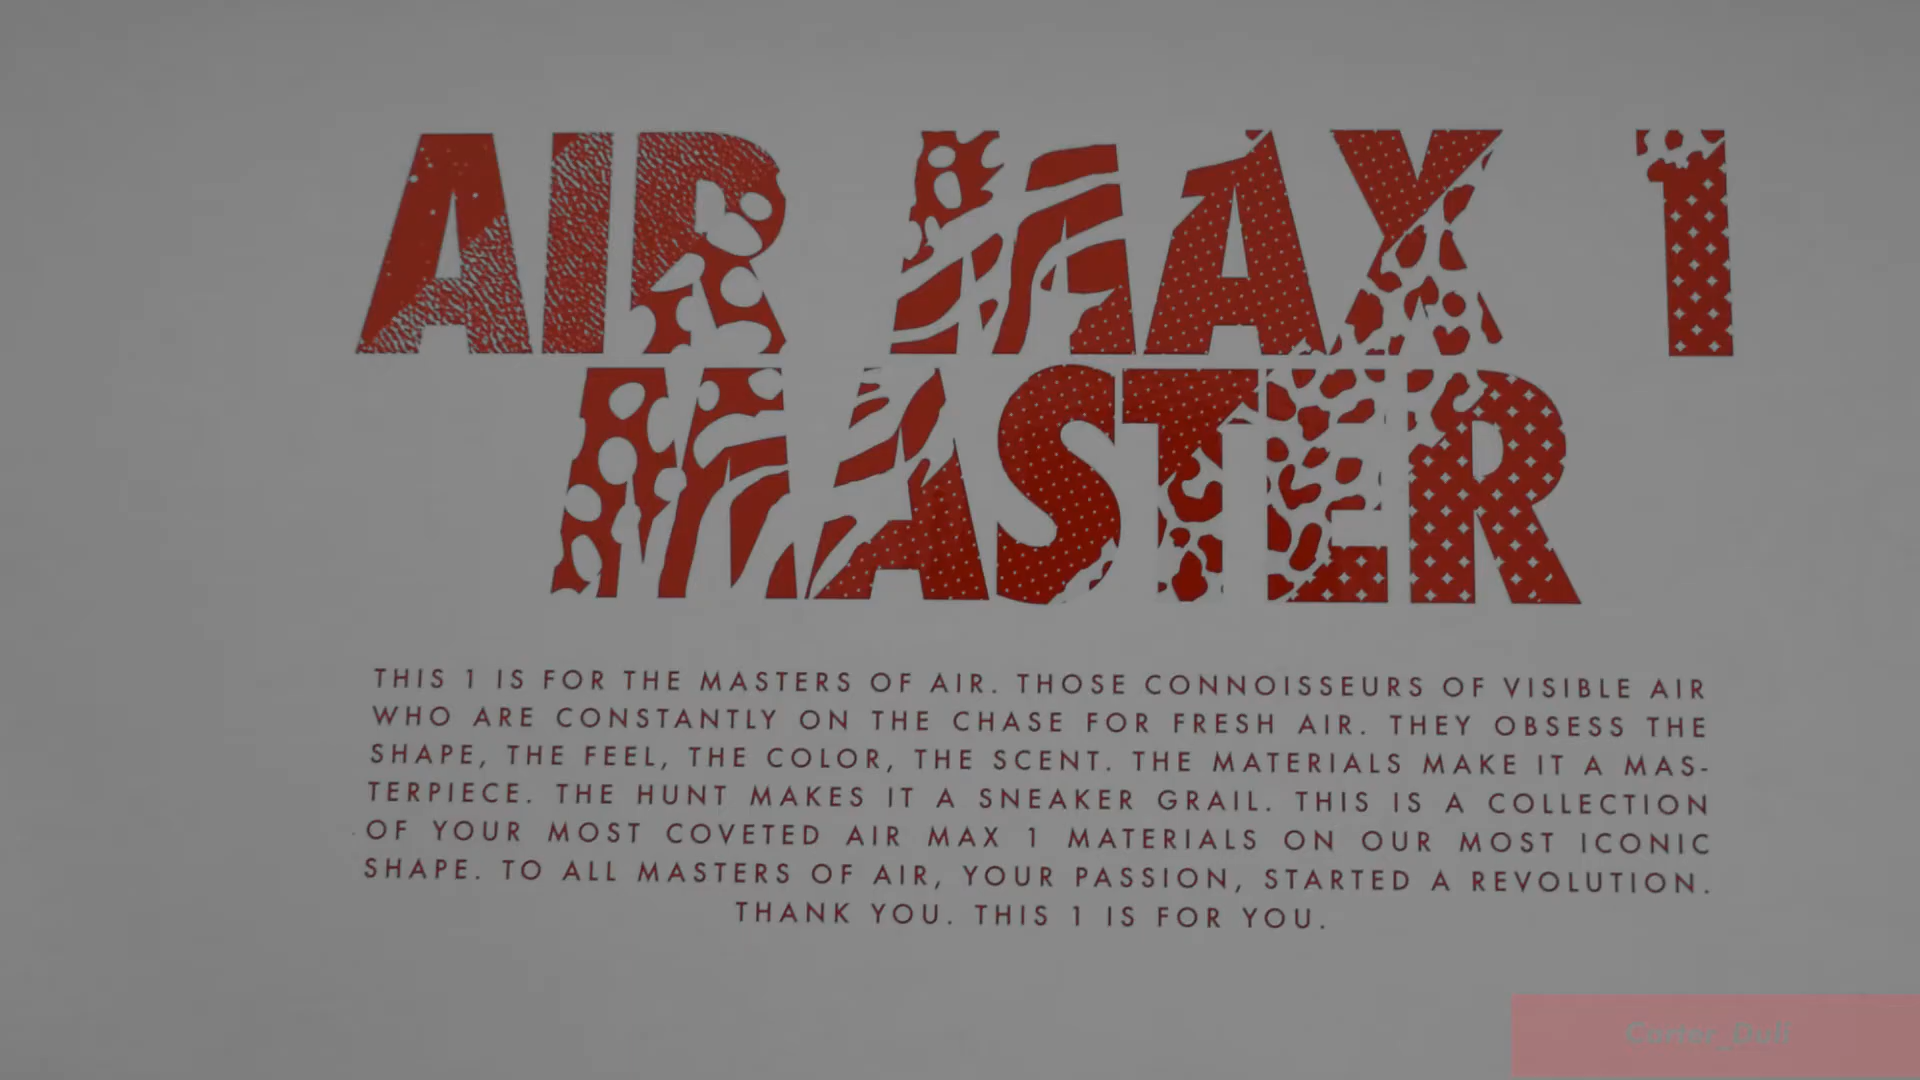 AIR MAX 1
MASTER
THIS 1 IS FOR THE MASTERS OF AIR. THOSE CONNOISSEURS OF VISIBLE AIR
WHO ARE CONSTANTLY ON THE CHASE FOR FRESH AIR. THEY OBSESS THE
SHAPE, THE FEEL, THE COLOR, THE SCENT. THE MATERIALS MAKE IT A MAS-
TERPIECE. THE HUNT MAKES IT A SNEAKER GRAIL. THIS IS A COLLECTION
OF YOUR MOST COVETED AIR MAX 1 MATERIALS ON OUR MOST ICONIC
SHAPE. TO ALL MASTERS OF AIR, YOUR PASSION, STARTED A REVOLUTION.
THANK YOU. THIS 1 IS FOR YOU.